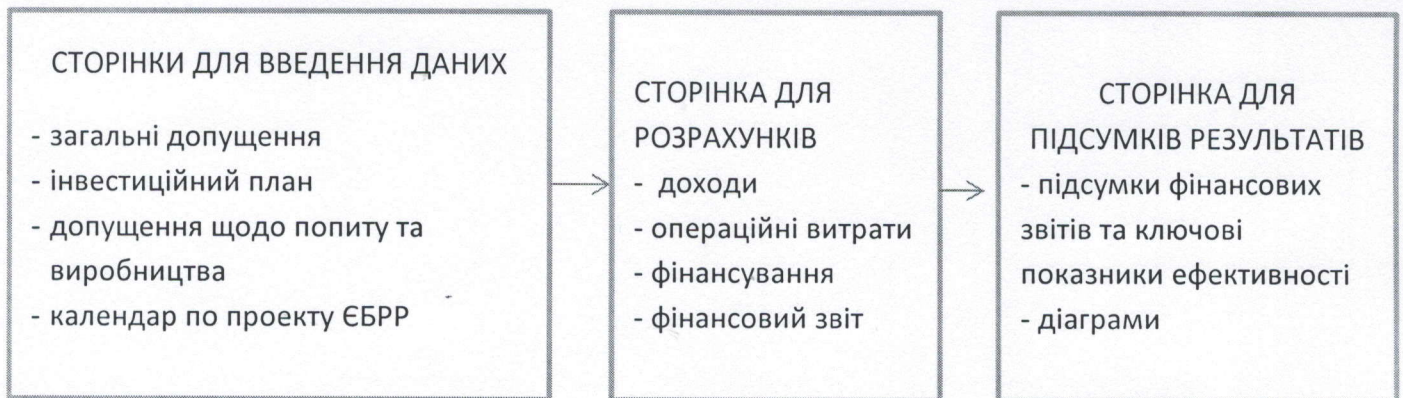 СТОРІНКИ ДЛЯ ВВЕДЕННЯ ДАНИХ
- загальні допущення
- інвестиційний план
- допущення щодо попиту та
виробництва
- календар по проекту ЄБРР
СТОРІНКА ДЛЯ
РОЗРАХУНКІВ
- доходи
- операційні витрати
- фінансування
- фінансовий звіт
СТОРІНКА ДЛЯ
ПІДСУМКІВ РЕЗУЛЬТАТІВ
- підсумки фінансових
звітів та ключові
показники ефективності
- діаграми